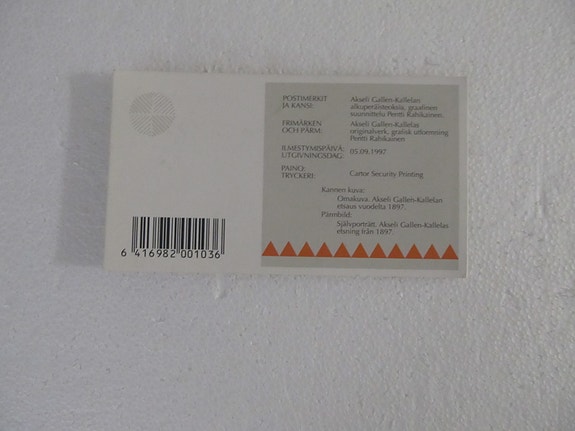 POSTIMERKIT
JA KANSI:
Akseli Gallen-Kallelan
alkuperäisteoksia, graafinen
suunnittelu Pentti Rahikainen.
FRIMÄRKEN
OCH PÄRM:
Akseli Gallen-Kallelas
originalverk, grafisk utformning
Pentti Rahikainen
ILMESTYMISPÄIVÄ:
UTGIVNINGSDAG:
05.09.1997
PAINO:
TRYCKERI:
Cartor Security Printing
Kannen kuva:
Omakuva. Akseli Gallen-Kallelan
etsaus vuodelta 1897.
Pärmbild:
Självporträtt. Akseli Gallen-Kallelas
etsning från 1897.
6 416982 001036